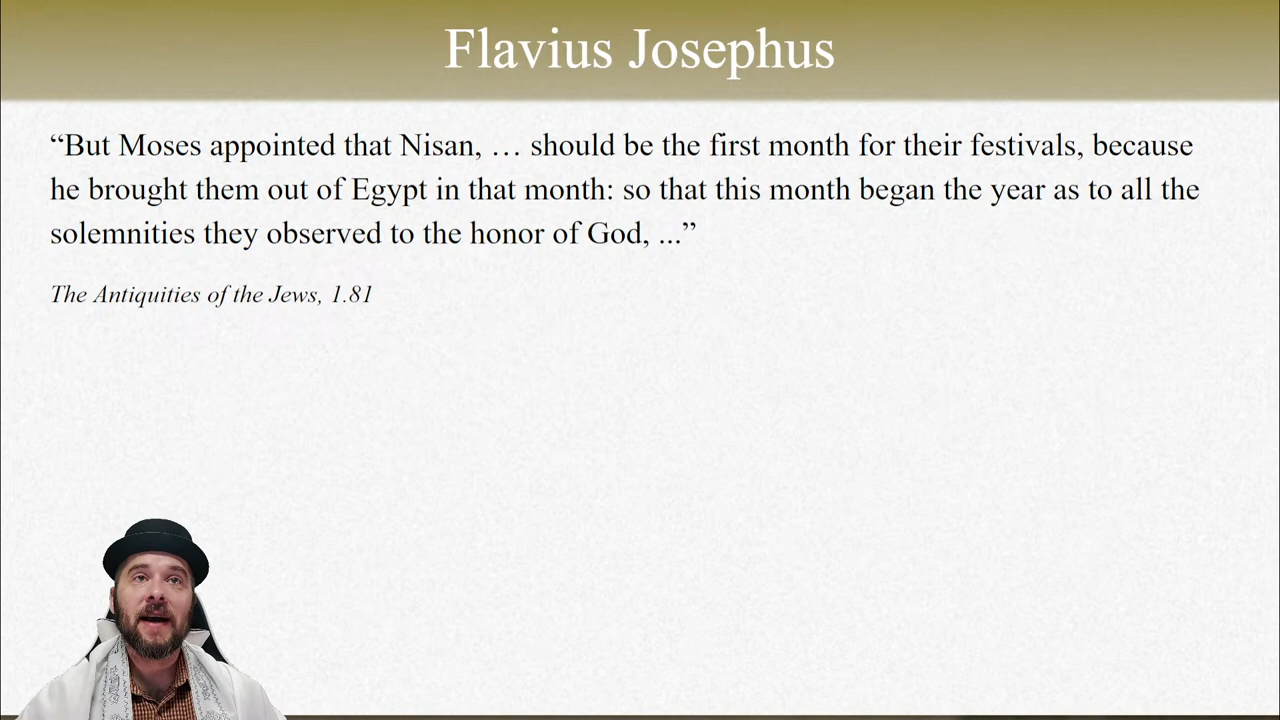 Flavius Josephus
“But Moses appointed that Nisan, … should be the first month for their festivals, because
he brought them out of Egypt in that month: so that this month began the year as to all the
solemnities they observed to the honor of God, ...”
The Antiquities of the Jews, 1.81